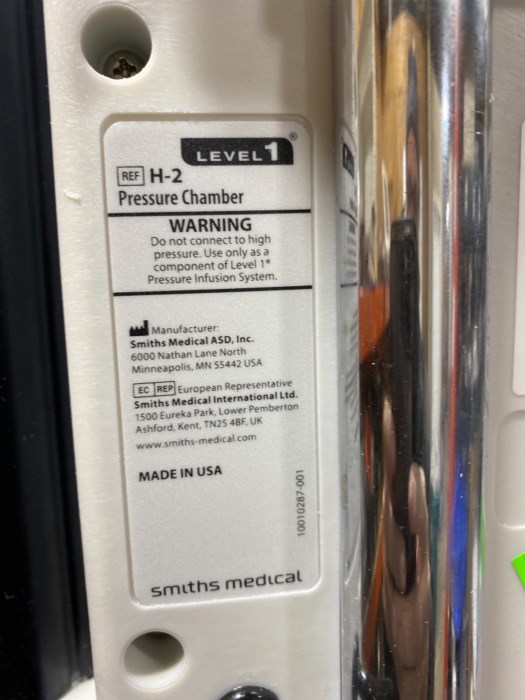 LEVEL 1®
REF H-2
Pressure Chamber
WARNING
Do not connect to high
pressure. Use only as a
component of Level 1®
Pressure Infusion System.
Manufacturer:
Smiths Medical ASD, Inc.
6000 Nathan Lane North
Minneapolis, MN 55442 USA
EC REP European Representative
Smiths Medical International Ltd.
1500 Eureka Park, Lower Pemberton
Ashford, Kent, TN25 4BF, UK
www.smiths-medical.com
MADE IN USA
10010287-001
smiths medical